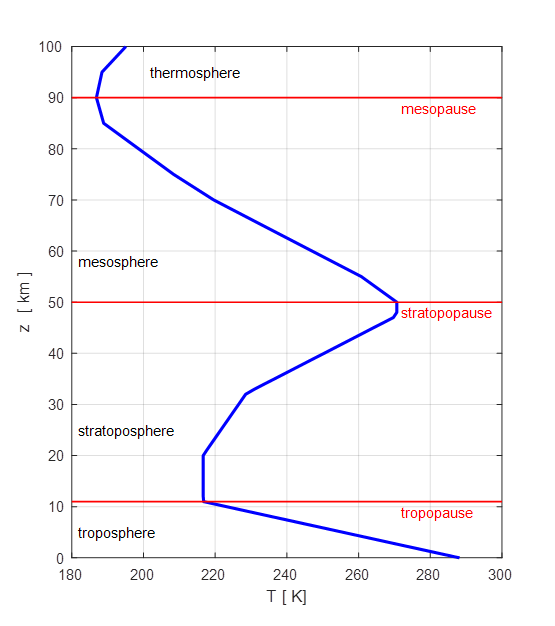 100
thermosphere
90
mesopause
80
70
60
mesosphere
50
stratopopause
40
30
stratoposphere
20
10
tropopause
troposphere
0
180 200 220 240 260 280 300
T [ K]
z [ km ]